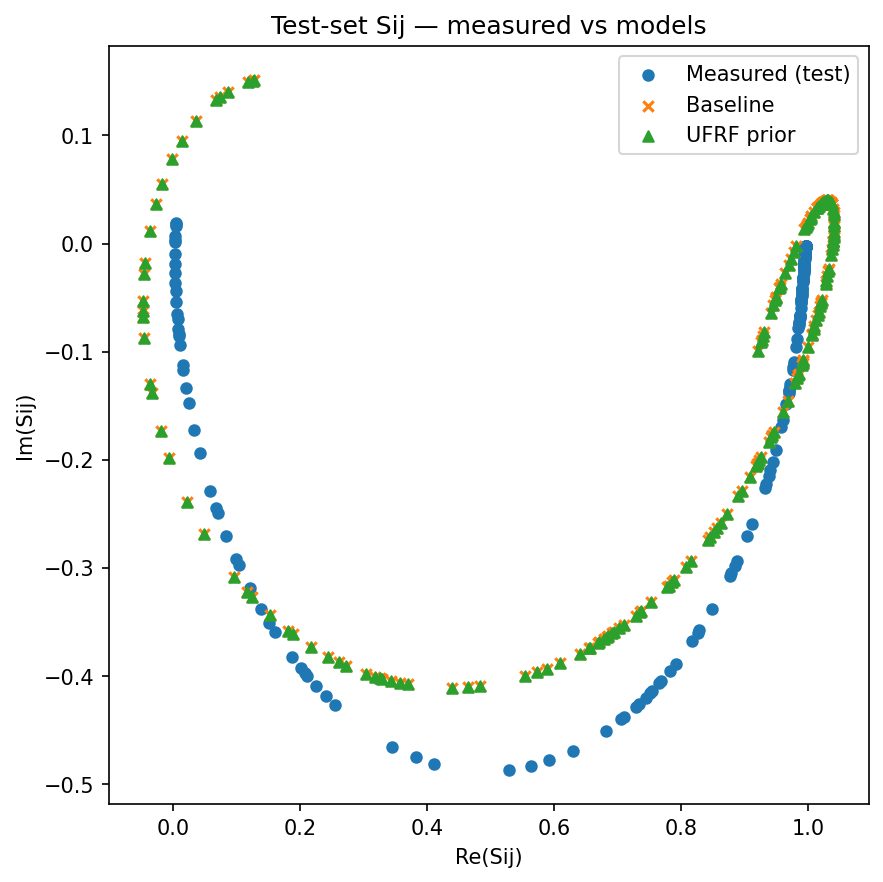 Test-set Sij — measured vs models
Measured (test)
Baseline
UFRF prior
0.1
0.0
−0.1
−0.2
−0.3
−0.4
−0.5
Im(Sij)
0.0 0.2 0.4 0.6 0.8 1.0
Re(Sij)